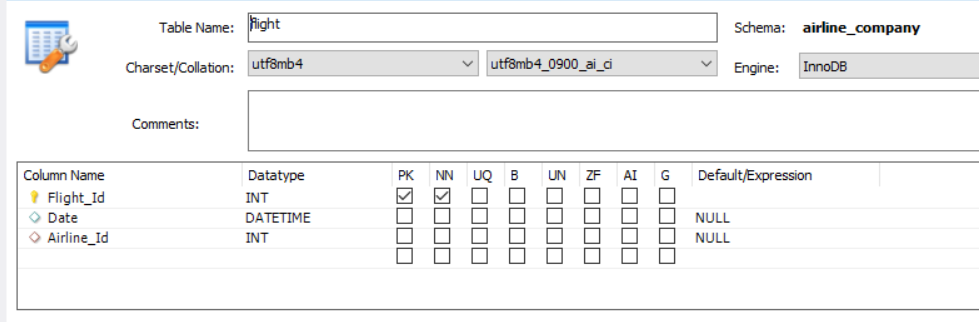 Table Name: flight Schema: airline_company
Charset/Collation: utf8mb4 utf8mb4_0900_ai_ci Engine: InnoDB
Comments:
Column Name Datatype PK NN UQ B UN ZF AI G Default/Expression
Flight_Id INT
Date DATETIME NULL
Airline_Id INT NULL